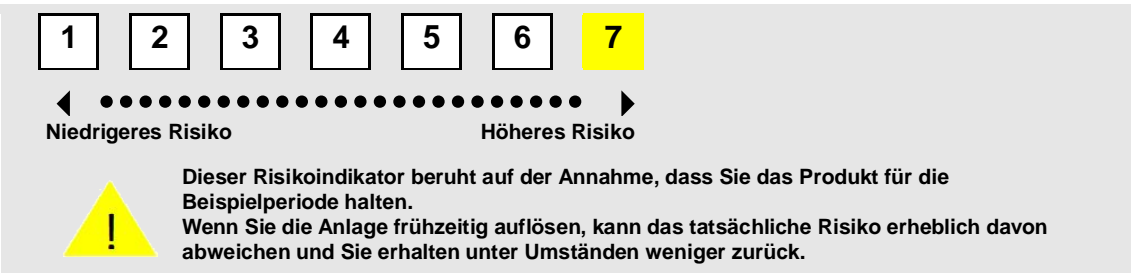 1 2 3 4 5 6 7
Niedrigeres Risiko Höheres Risiko
Dieser Risikoindikator beruht auf der Annahme, dass Sie das Produkt für die
Beispielperiode halten.
! Wenn Sie die Anlage frühzeitig auflösen, kann das tatsächliche Risiko erheblich davon
abweichen und Sie erhalten unter Umständen weniger zurück.